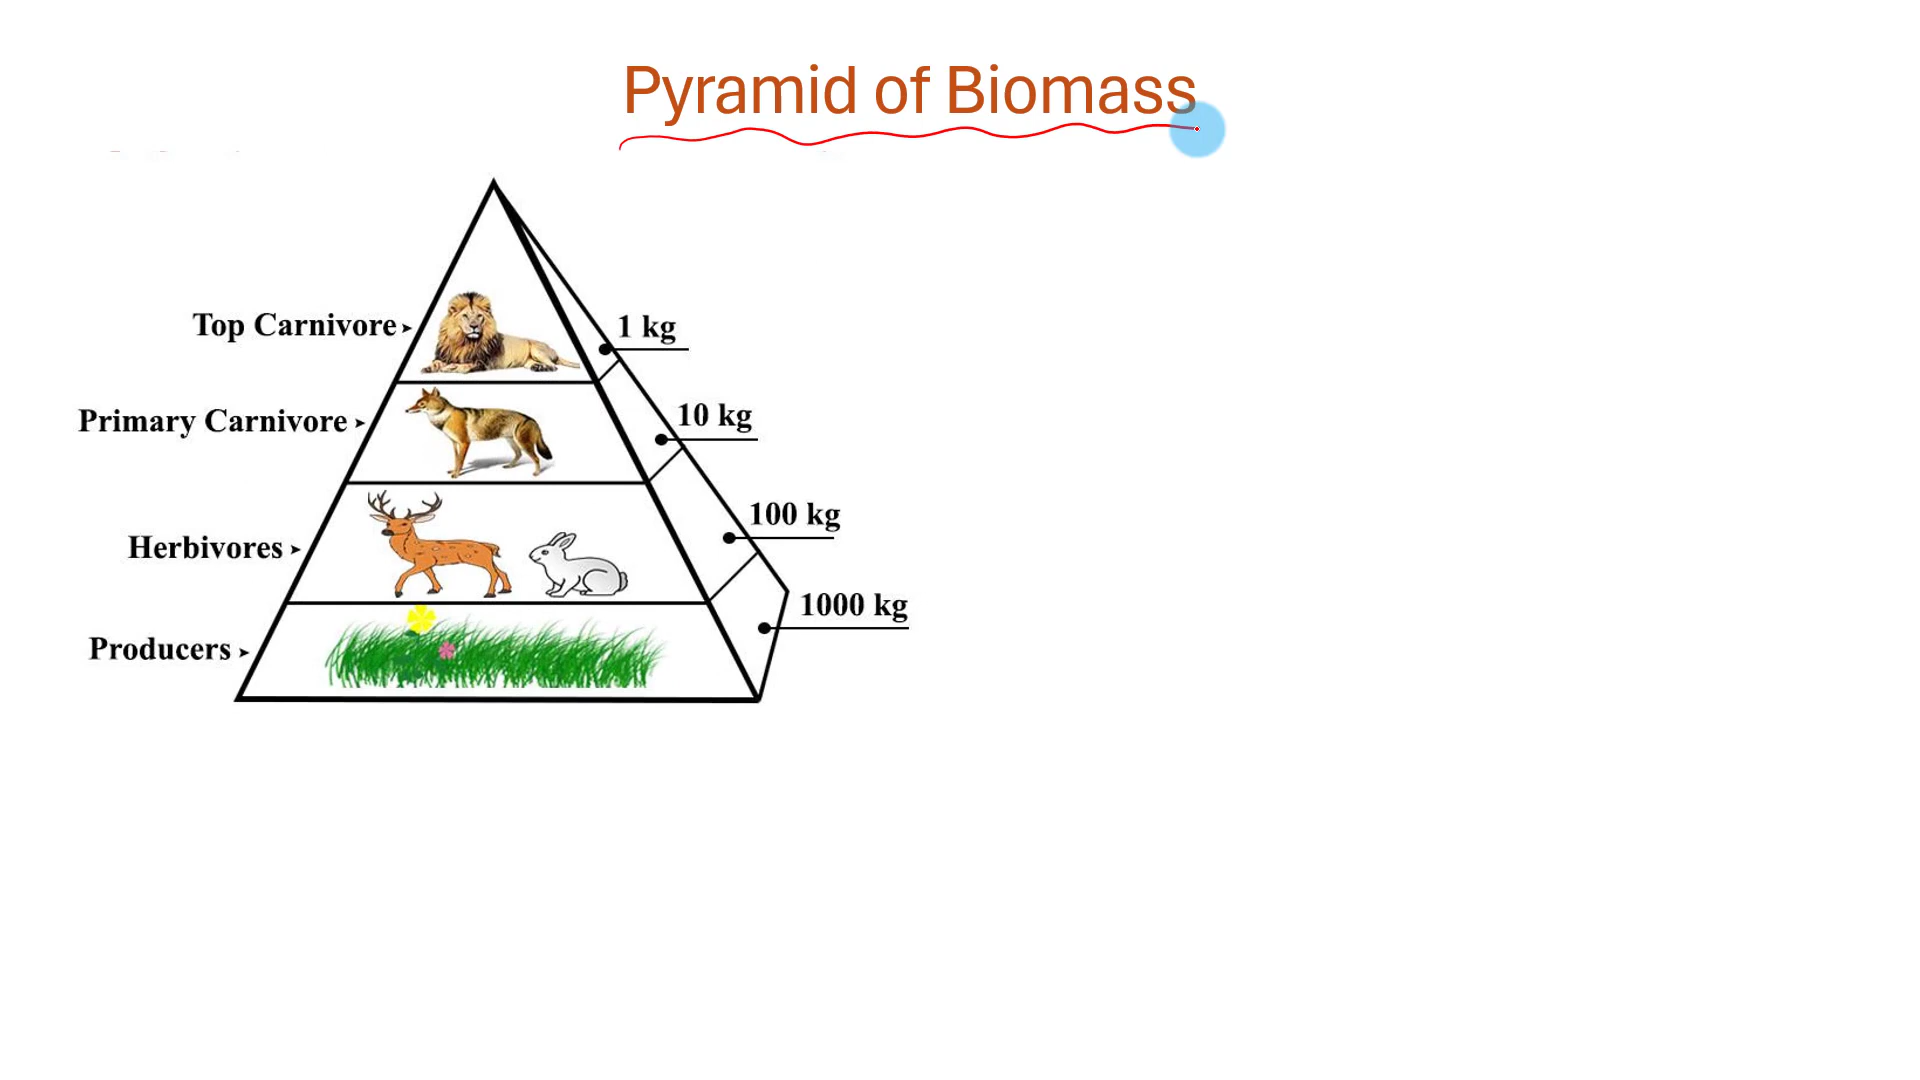 Pyramid of Biomass
Top Carnivore
1 kg
Primary Carnivore
10 kg
Herbivores
100 kg
Producers
1000 kg